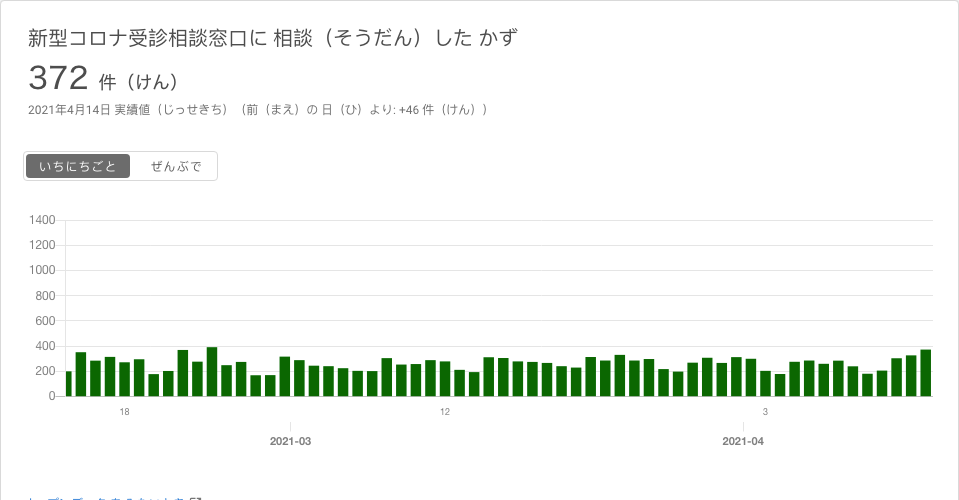 新型コロナ受診相談窓口に 相談（そうだん）した かず
372 件（けん）
2021年4月14日 実績値（じっせきち）（前（まえ）の 日（ひ）より: +46 件（けん））
いちにちごと ぜんぶで
1400
1200
1000
800
600
400
200
0
18 12 3
2021-03 2021-04